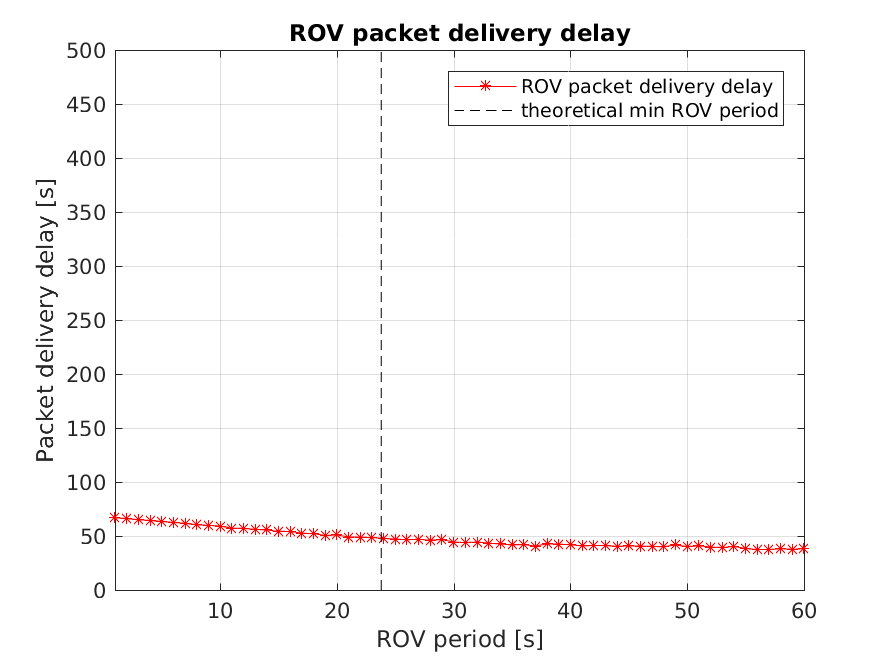 ROV packet delivery delay
500
450
400
350
300
250
200
150
100
50
0
Packet delivery delay [s]
ROV packet delivery delay
theoretical min ROV period
10 20 30 40 50 60
ROV period [s]